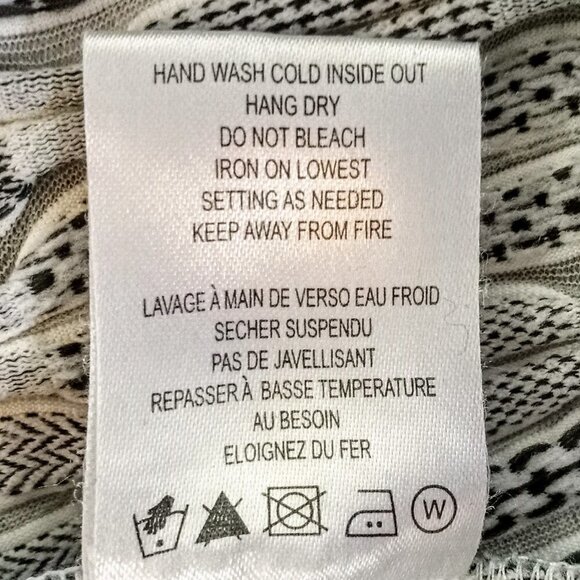 HAND WASH COLD INSIDE OUT
HANG DRY
DO NOT BLEACH
IRON ON LOWEST
SETTING AS NEEDED
KEEP AWAY FROM FIRE
LAVAGE À MAIN DE VERSO EAU FROID
SECHER SUSPENDU
PAS DE JAVELLISANT
REPASSER À BASSE TEMPERATURE
AU BESOIN
ELOIGNEZ DU FER
W